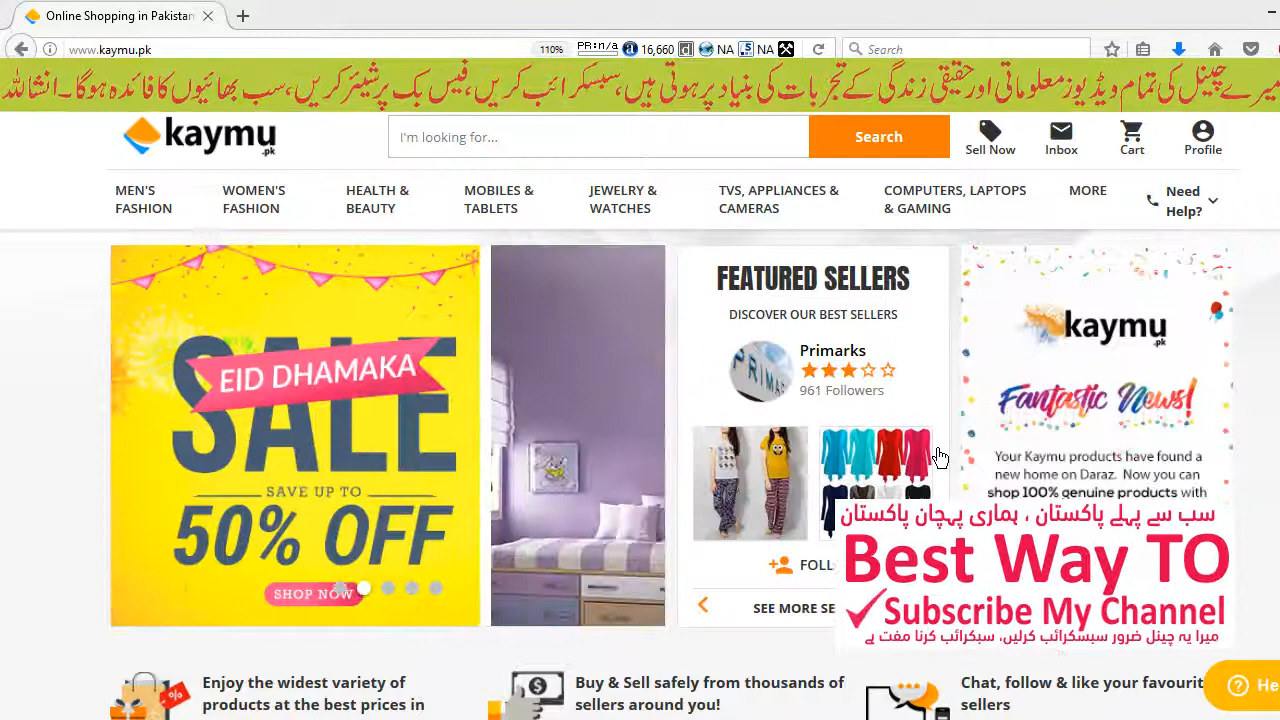 Online Shopping in Pakistan
www.kaymu.pk
110%
PR: n/a
16,660
NA
NA
Search
میرے چینل کی تمام ویڈیوز معلوماتی اور حقیقی زندگی کے تجربات کی بنیاد پر ہوتی ہیں، سبسکرائب کریں، فیس بک پر شیئر کریں، سب بھائیوں کا فائدہ ہوگا۔ انشاللہ
kaymu
.pk
I'm looking for...
Search
Sell Now
Inbox
Cart
Profile
MEN'S
FASHION
WOMEN'S
FASHION
HEALTH &
BEAUTY
MOBILES &
TABLETS
JEWELRY &
WATCHES
TVS, APPLIANCES &
CAMERAS
COMPUTERS, LAPTOPS
& GAMING
MORE
Need
Help?
SALE
EID DHAMAKA
SAVE UP TO
50% OFF
SHOP NOW
FEATURED SELLERS
DISCOVER OUR BEST SELLERS
PRIMAR
Primarks
961 Followers
FOLL
SEE MORE SE
kaymu
.pk
Fantastic News!
Your Kaymu products have found a
new home on Daraz. Now you can
shop 100% genuine products with
سب سے پہلے پاکستان ، ہماری پہچان پاکستان
Best Way TO
Subscribe My Channel
میرا یہ چینل ضرور سبسکرائب کرلیں، سبکرائب کرنا مفت ہے
Enjoy the widest variety of
products at the best prices in
Buy & Sell safely from thousands of
sellers around you!
Chat, follow & like your favourit
sellers
He